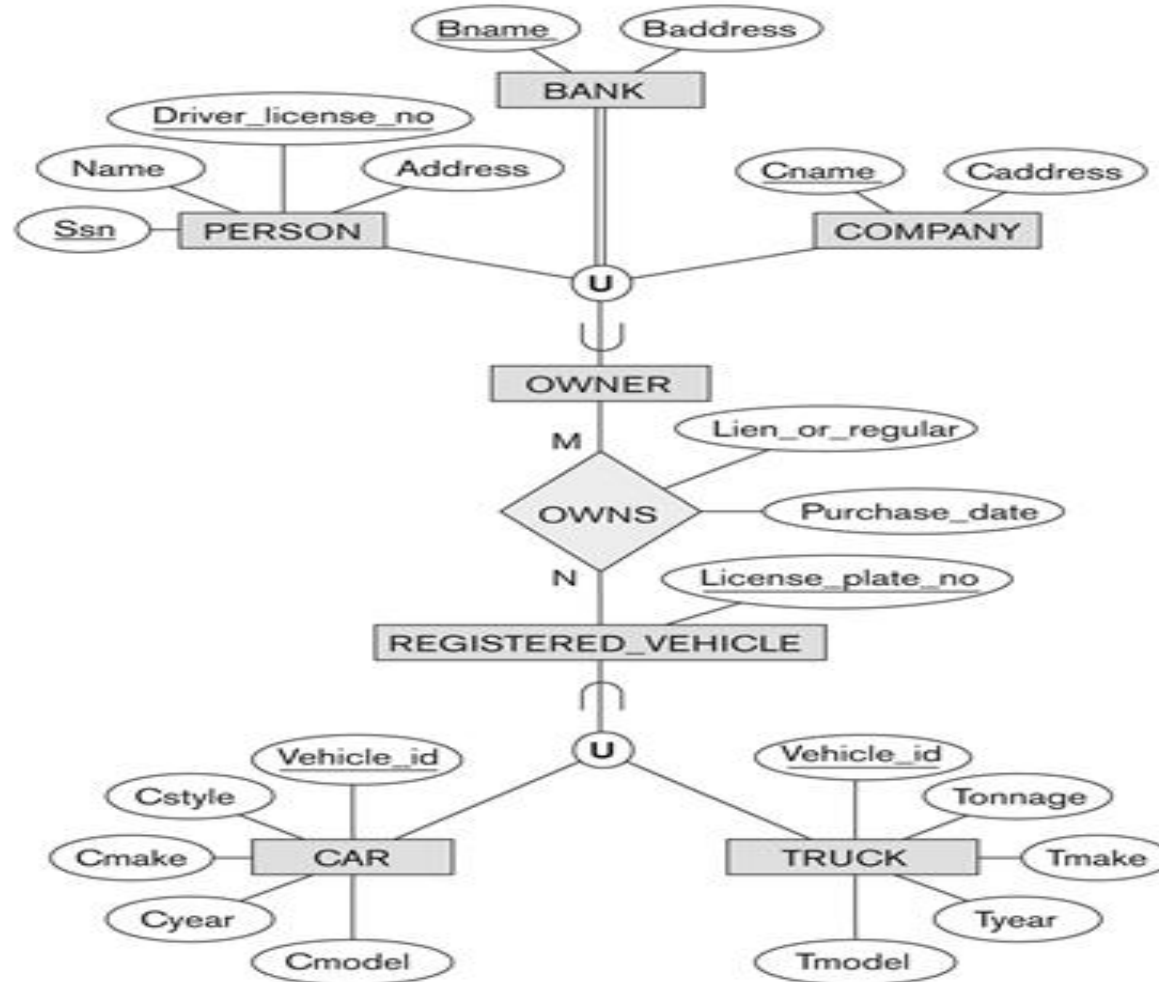 Bname Baddress
BANK
Driver_license_no
Name Address Cname Caddress
Ssn PERSON COMPANY
U
OWNER
M Lien_or_regular
OWNS Purchase_date
N License_plate_no
REGISTERED_VEHICLE
U
Vehicle_id Vehicle_id
Cstyle Tonnage
Cmake CAR TRUCK Tmake
Cyear Tyear
Cmodel Tmodel